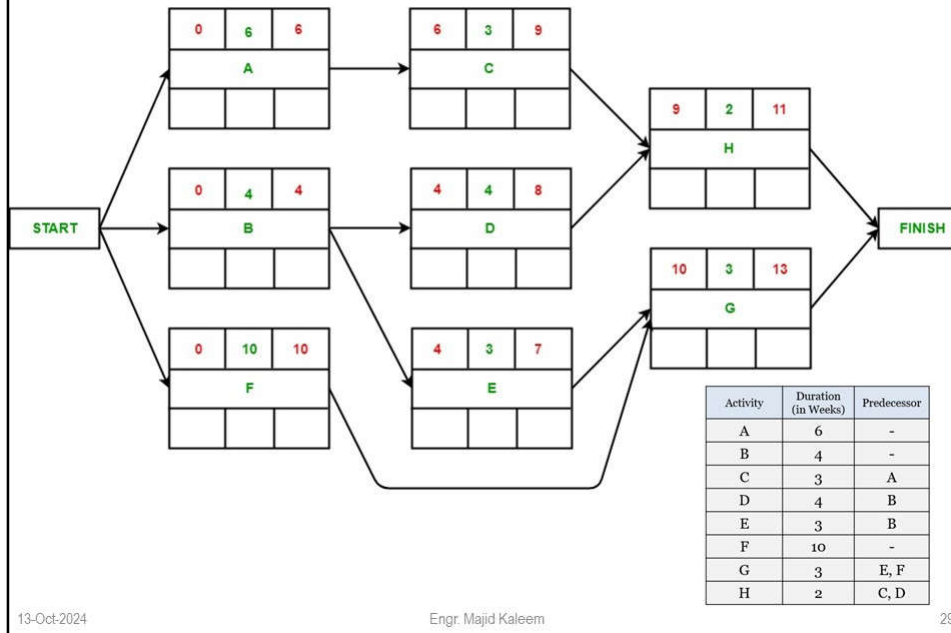 0 6 6
A
6 3 9
C
9 2 11
H
START
0 4 4
B
4 4 8
D
FINISH
10 3 13
G
0 10 10
F
4 3 7
E
Activity Duration (in Weeks) Predecessor
A 6 -
B 4 -
C 3 A
D 4 B
E 3 B
F 10 -
G 3 E, F
H 2 C, D
13-Oct-2024 Engr. Majid Kaleem 29